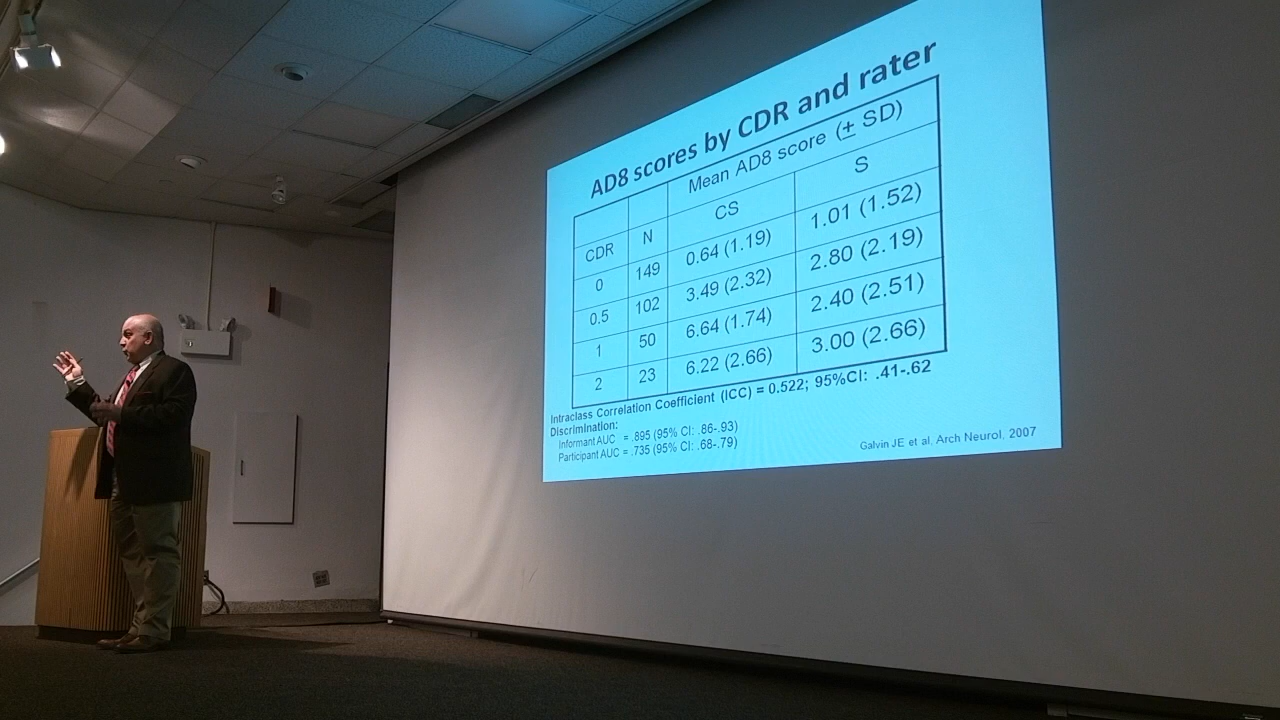 AD8 scores by CDR and rater
Mean AD8 score (± SD)
CDR N CS S
0 149 0.64 (1.19) 1.01 (1.52)
0.5 102 3.49 (2.32) 2.80 (2.19)
1 50 6.64 (1.74) 2.40 (2.51)
2 23 6.22 (2.66) 3.00 (2.66)
Intraclass Correlation Coefficient (ICC) = 0.522; 95%CI: .41-.62
Discrimination:
Informant AUC = .895 (95% CI: .86-.93)
Participant AUC = .735 (95% CI: .68-.79)
Galvin JE et al, Arch Neurol, 2007